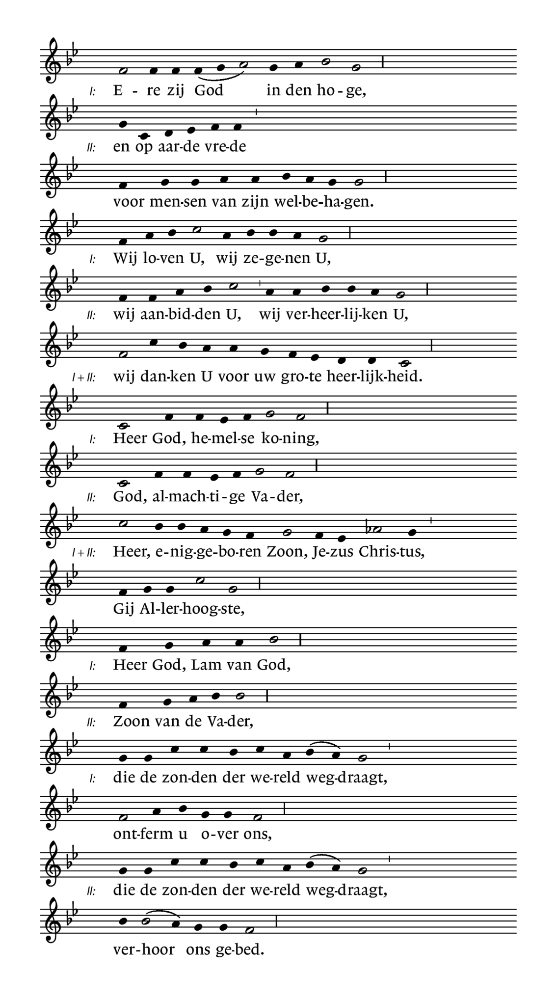 I: E - re zij God in den ho - ge,
II: en op aar-de vre-de
voor men-sen van zijn wel-be-ha-gen.
I: Wij lo-ven U, wij ze-ge-nen U,
II: wij aan-bid-den U, wij ver-heer-lij-ken U,
I + II: wij dan-ken U voor uw gro-te heer-lijk-heid.
I: Heer God, he-mel-se ko-ning,
II: God, al-mach-ti-ge Va-der,
I + II: Heer, e-nig-ge-bo-ren Zoon, Je-zus Chris-tus,
Gij Al-ler-hoog-ste,
I: Heer God, Lam van God,
II: Zoon van de Va-der,
I: die de zon-den der we-reld weg-draagt,
ont-ferm u o-ver ons,
II: die de zon-den der we-reld weg-draagt,
ver-hoor ons ge-bed.